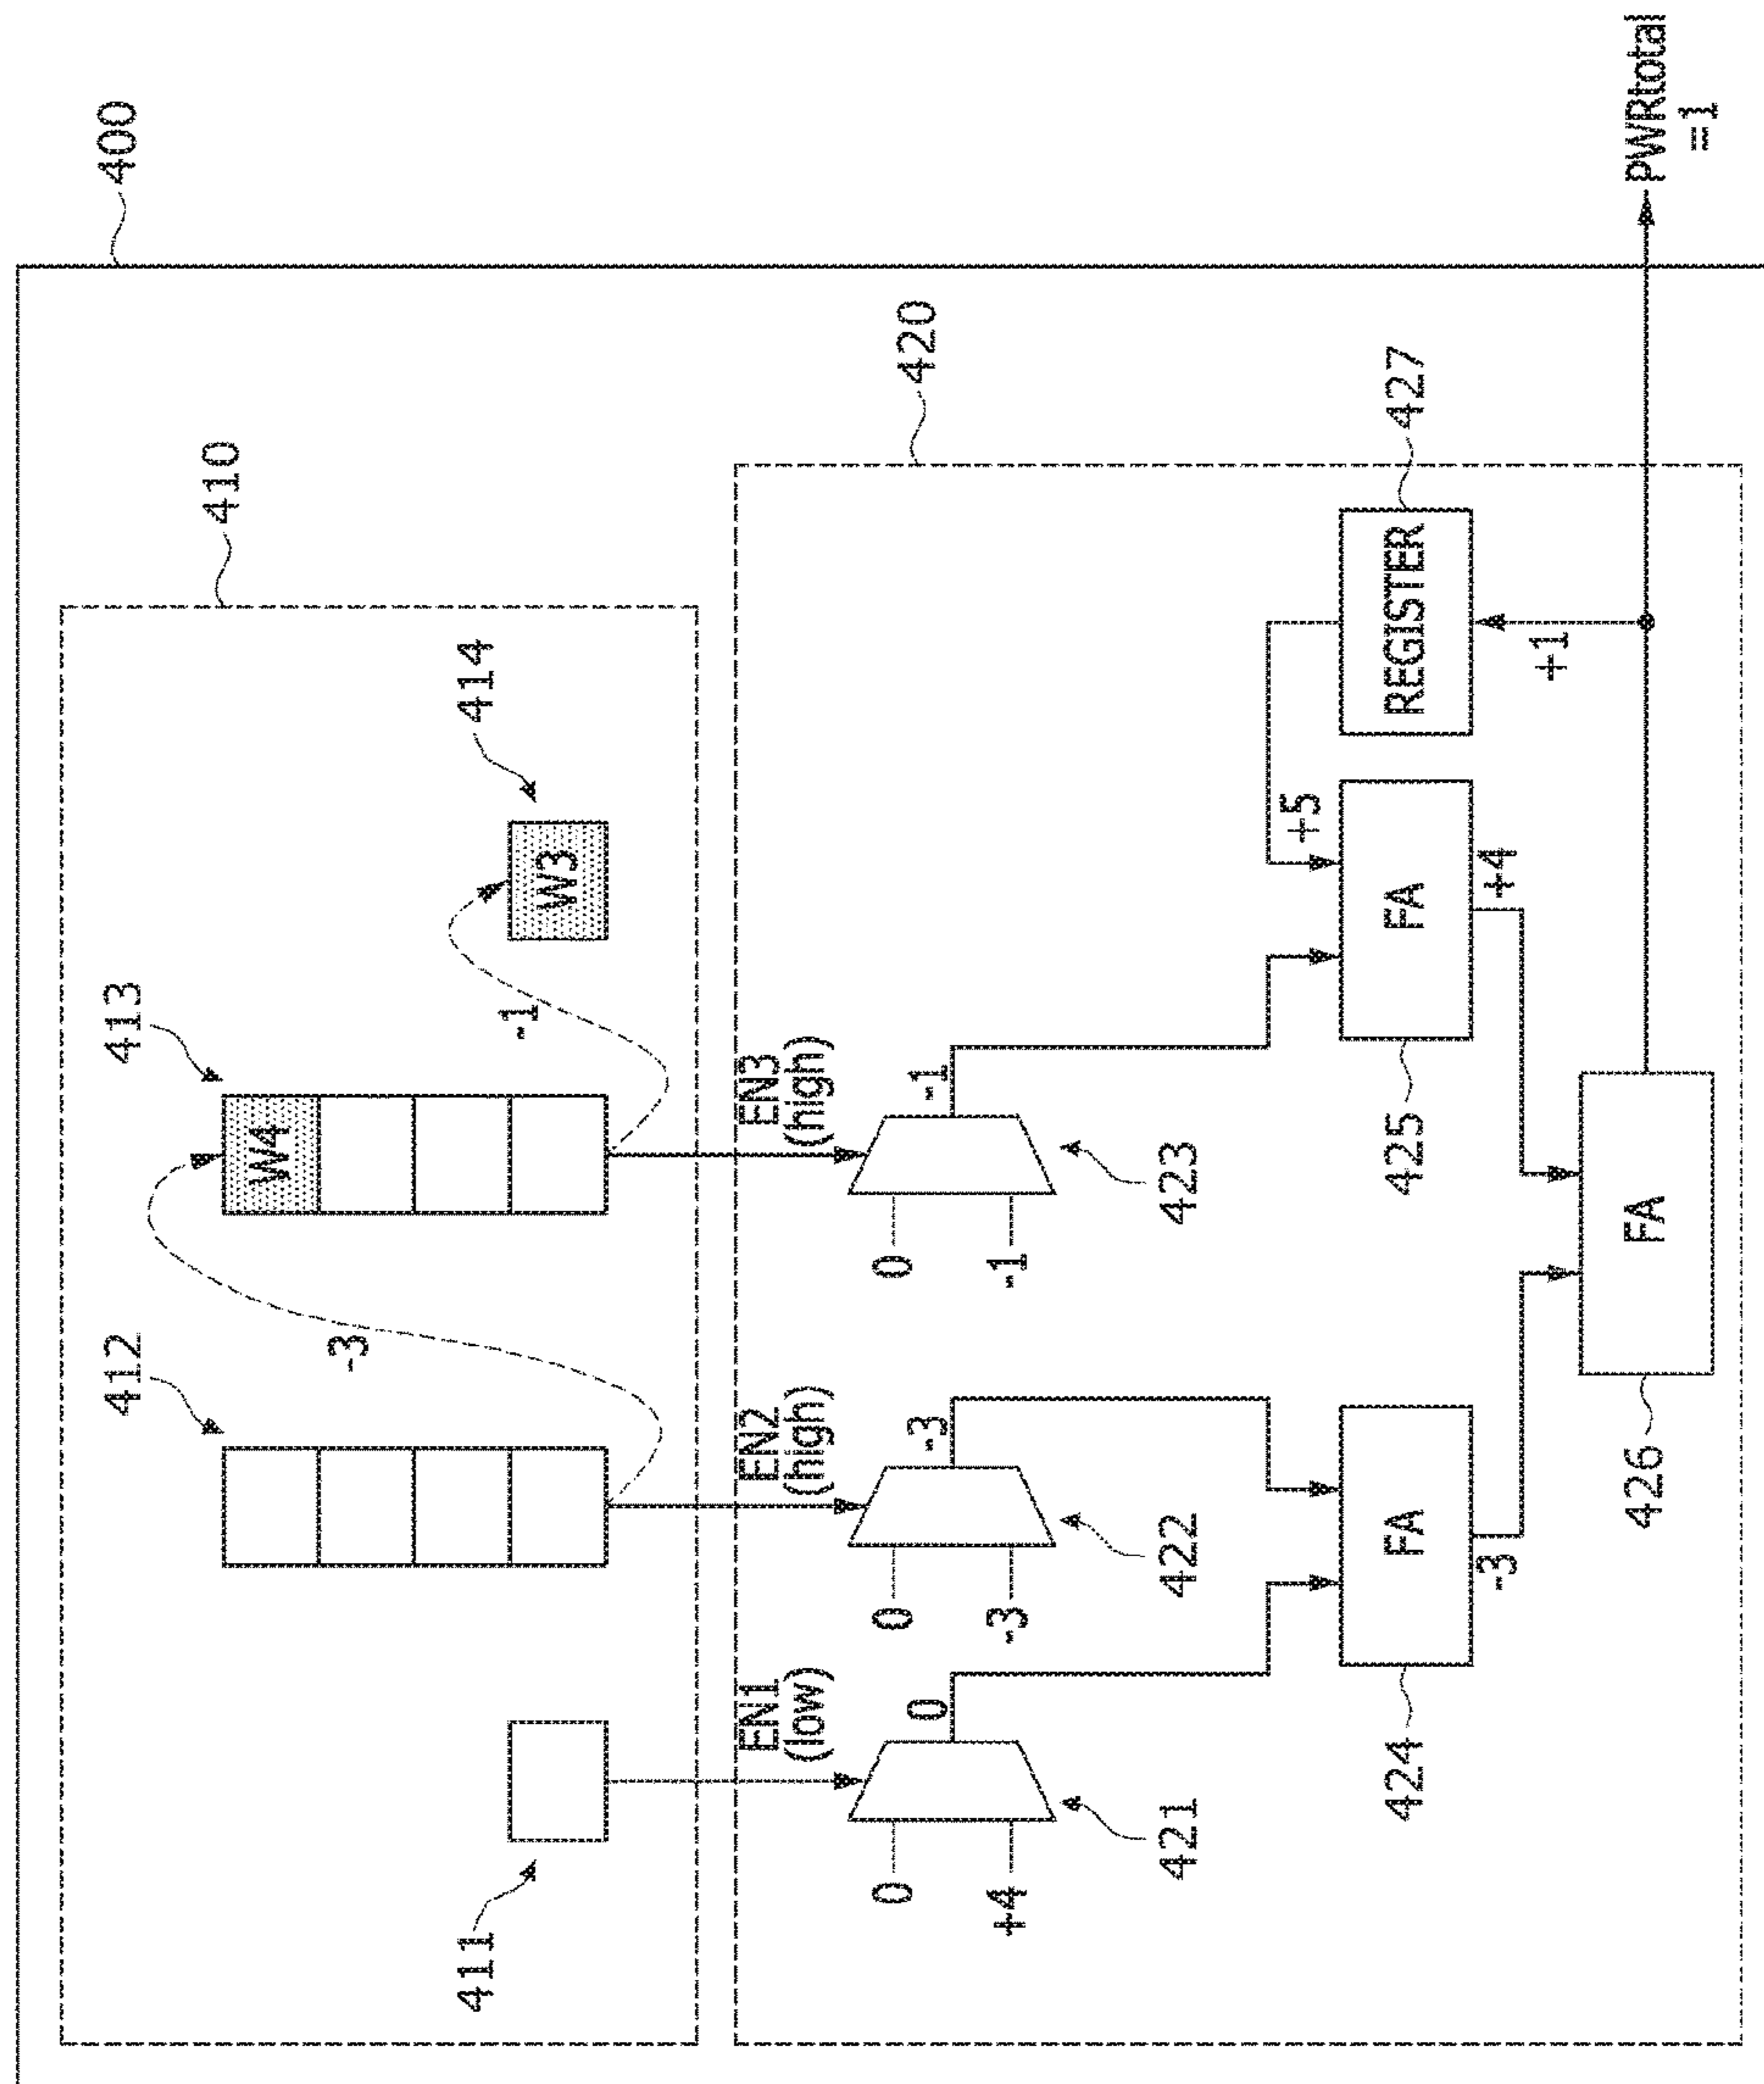 400
410
411
412
-3
413
W4
-1
414
W3
420
EN1
(low)
EN2
(high)
EN3
(high)
0
+4
0
421
0
-3
-3
422
0
-1
-1
423
+5
REGISTER
427
FA
424
-3
FA
425
+4
+1
FA
426
PWRtotal
=1